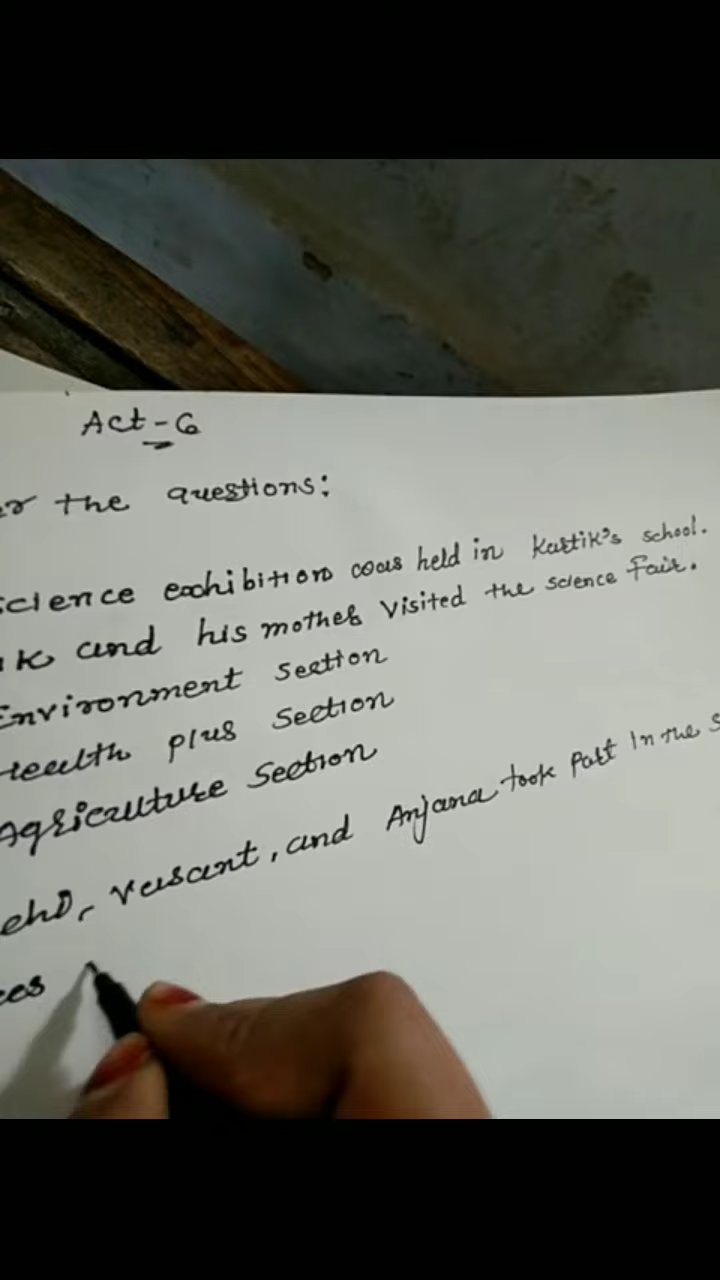 Act-6
the questions:
science exhibition was held in Kartik's school.
and his mother visited the science fair.
Environment section
Health plus section
Agriculture section
vasant, and Anjana took part in the